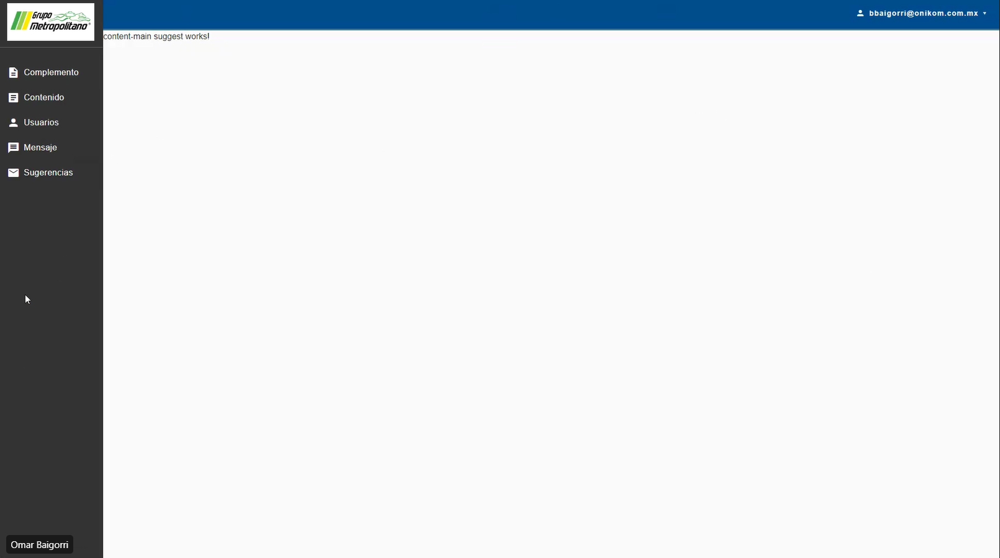 Grupo
Metropolitano®
bbaigorri@onikom.com.mx
content-main suggest works!
Complemento
Contenido
Usuarios
Mensaje
Sugerencias
Omar Baigorri